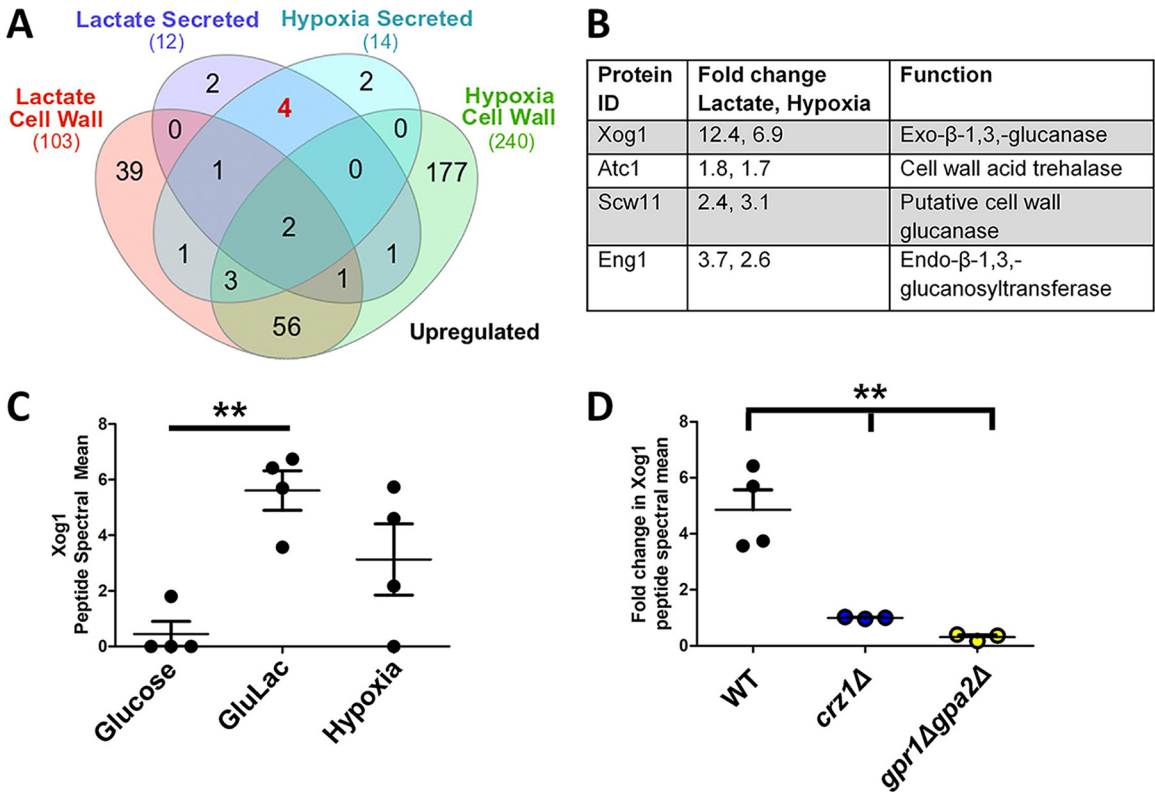 A
Lactate Secreted
(12)
Hypoxia Secreted
(14)
Lactate
Cell Wall
(103)
Hypoxia
Cell Wall
(240)
2
4
2
0
0
39
1
0
177
2
1
3
1
1
56
Upregulated
B
Protein ID
Fold change Lactate, Hypoxia
Function
Xog1
12.4, 6.9
Exo-β-1,3,-glucanase
Atc1
1.8, 1.7
Cell wall acid trehalase
Scw11
2.4, 3.1
Putative cell wall
glucanase
Eng1
3.7, 2.6
Endo-β-1,3,-
glucanosyltransferase
C
**
Xog1
Peptide Spectral Mean
8
6
4
2
0
Glucose
GluLac
Hypoxia
D
**
Fold change in Xog1
peptide spectral mean
8
6
4
2
0
WT
crz1Δ
gpr1Δgpa2Δ